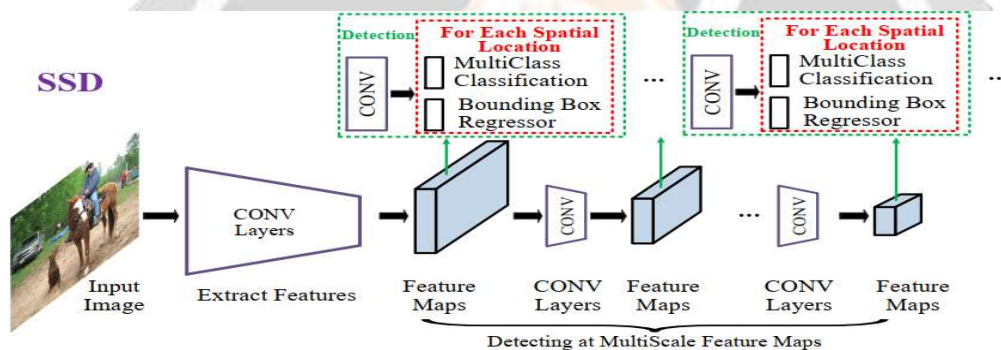 SSD
Detection
For Each Spatial
Location
CONV
MultiClass
Classification
Bounding Box
Regressor
...
Detection
For Each Spatial
Location
CONV
MultiClass
Classification
Bounding Box
Regressor
...
CONV
Layers
CONV
...
CONV
Input
Image
Extract Features
Feature
Maps
CONV
Layers
Feature
Maps
CONV
Layers
Feature
Maps
Detecting at MultiScale Feature Maps